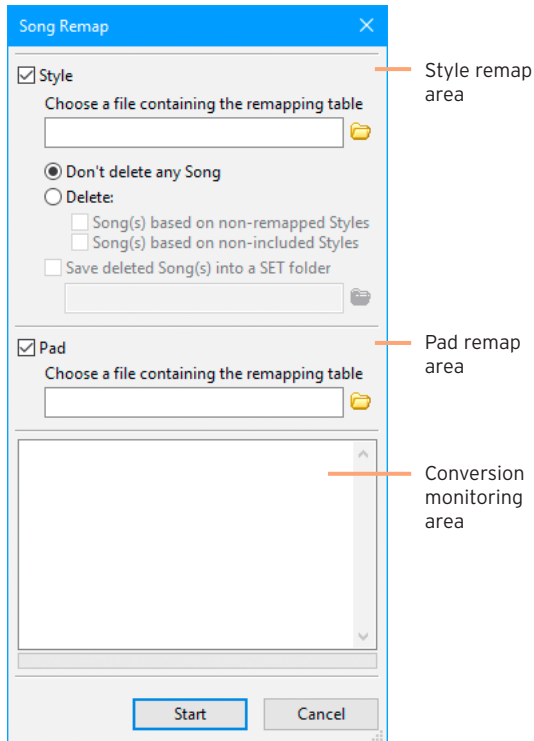 Song Remap
Style
Choose a file containing the remapping table
Don't delete any Song
Delete:
Song(s) based on non-remapped Styles
Song(s) based on non-included Styles
Save deleted Song(s) into a SET folder
Pad
Choose a file containing the remapping table
Start
Cancel
Style remap
area
Pad remap
area
Conversion
monitoring
area